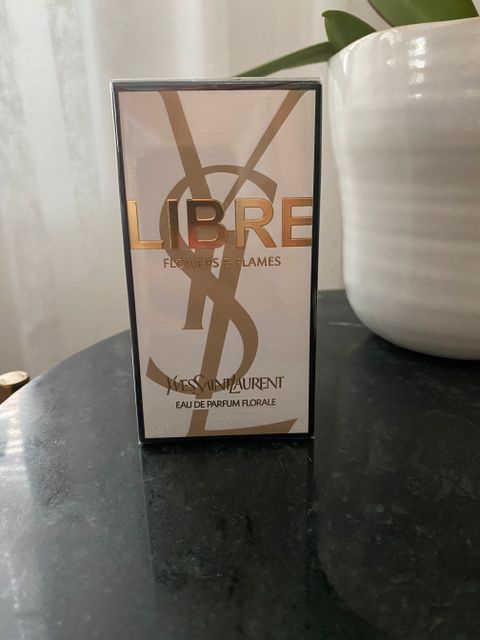 LIBRE
FLOWERS & FLAMES
YVESSAINTLAURENT
EAU DE PARFUM FLORALE